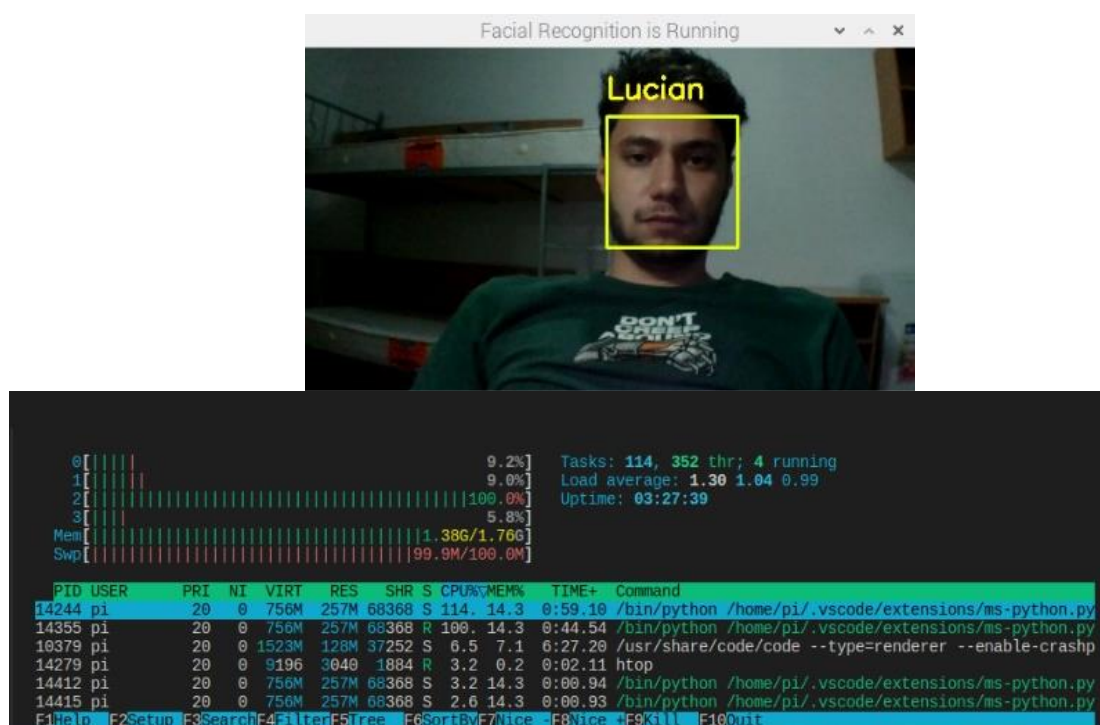 Facial Recognition is Running
Lucian
DON'T
CREEP
AROUND
0[||||| 9.2%] Tasks: 114, 352 thr; 4 running
1[|||||| 9.0%] Load average: 1.30 1.04 0.99
2[||||||||||||||||||||||||||||||||||||||||||100.0%] Uptime: 03:27:39
3[|||| 5.8%]
Mem[|||||||||||||||||||||||||||||||||||||1.38G/1.76G]
Swp[||||||||||||||||||||||||||||||||||||99.9M/100.0M]
PID USER PRI NI VIRT RES SHR S CPU%▽MEM% TIME+ Command
14244 pi 20 0 756M 257M 68368 S 114. 14.3 0:59.10 /bin/python /home/pi/.vscode/extensions/ms-python.py
14355 pi 20 0 756M 257M 68368 R 100. 14.3 0:44.54 /bin/python /home/pi/.vscode/extensions/ms-python.py
10379 pi 20 0 1523M 128M 37252 S 6.5 7.1 6:27.20 /usr/share/code/code --type=renderer --enable-crashp
14279 pi 20 0 9196 3040 1884 R 3.2 0.2 0:02.11 htop
14412 pi 20 0 756M 257M 68368 S 3.2 14.3 0:00.94 /bin/python /home/pi/.vscode/extensions/ms-python.py
14415 pi 20 0 756M 257M 68368 S 2.6 14.3 0:00.93 /bin/python /home/pi/.vscode/extensions/ms-python.py
F1Help F2Setup F3SearchF4FilterF5Tree F6SortByF7Nice -F8Nice +F9Kill F10Quit